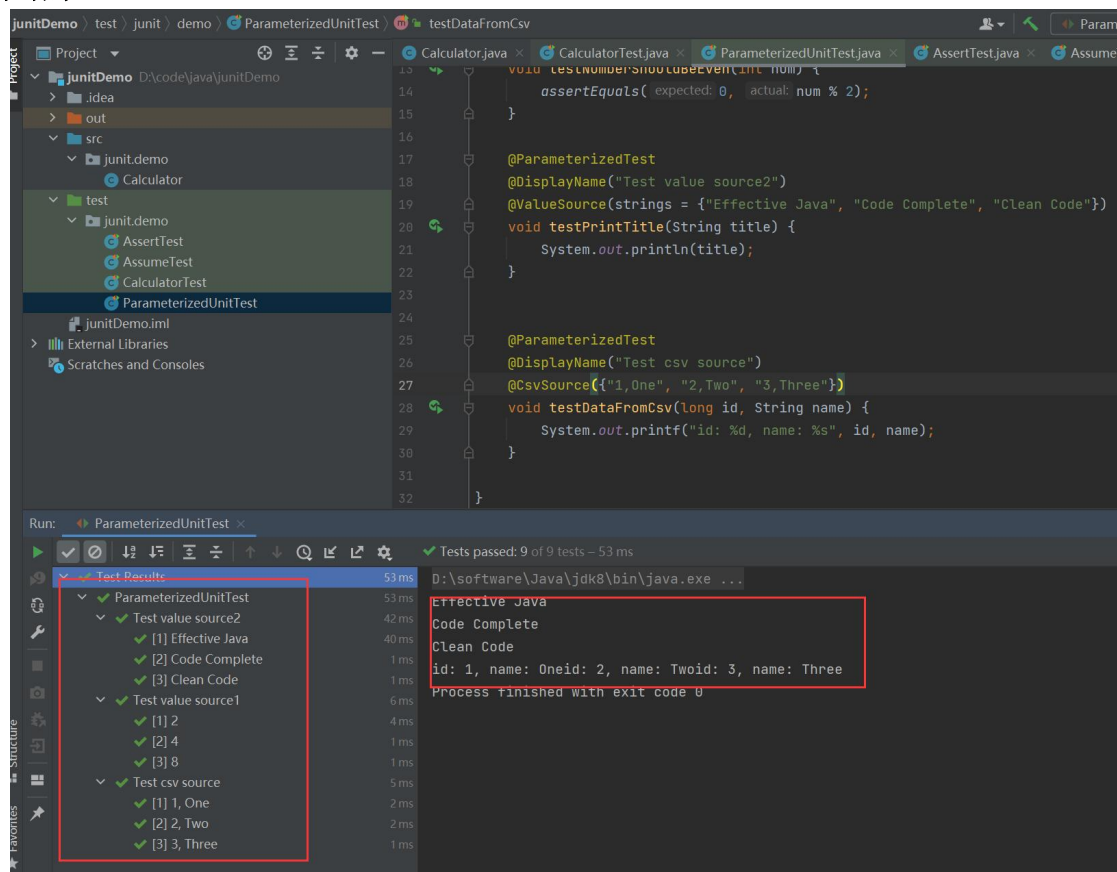 junitDemo › test › junit › demo › ParameterizedUnitTest › testDataFromCsv
Param
Project
Calculator.java × CalculatorTest.java × ParameterizedUnitTest.java × AssertTest.java × Assume
Project
junitDemo D:\code\java\junitDemo
.idea
out
src
junit.demo
Calculator
test
junit.demo
AssertTest
AssumeTest
CalculatorTest
ParameterizedUnitTest
junitDemo.iml
External Libraries
Scratches and Consoles
13 void testNumberShouldBeEven(int num) {
14 assertEquals( expected: 0, actual: num % 2);
15 }
16
17 @ParameterizedTest
18 @DisplayName("Test value source2")
19 @ValueSource(strings = {"Effective Java", "Code Complete", "Clean Code"})
20 void testPrintTitle(String title) {
21 System.out.println(title);
22 }
23
24
25 @ParameterizedTest
26 @DisplayName("Test csv source")
27 @CsvSource({"1,One", "2,Two", "3,Three"})
28 void testDataFromCsv(long id, String name) {
29 System.out.printf("id: %d, name: %s", id, name);
30 }
31
32 }
Run: ParameterizedUnitTest ×
Tests passed: 9 of 9 tests – 53 ms
Test Results 53 ms
ParameterizedUnitTest 53 ms
Test value source2 42 ms
[1] Effective Java 40 ms
[2] Code Complete 1 ms
[3] Clean Code 1 ms
Test value source1 6 ms
[1] 2 4 ms
[2] 4 1 ms
[3] 8 1 ms
Test csv source 5 ms
[1] 1, One 2 ms
[2] 2, Two 2 ms
[3] 3, Three 1 ms
D:\software\Java\jdk8\bin\java.exe ...
Effective Java
Code Complete
Clean Code
id: 1, name: Oneid: 2, name: Twoid: 3, name: Three
Process finished with exit code 0
Structure
Favorites